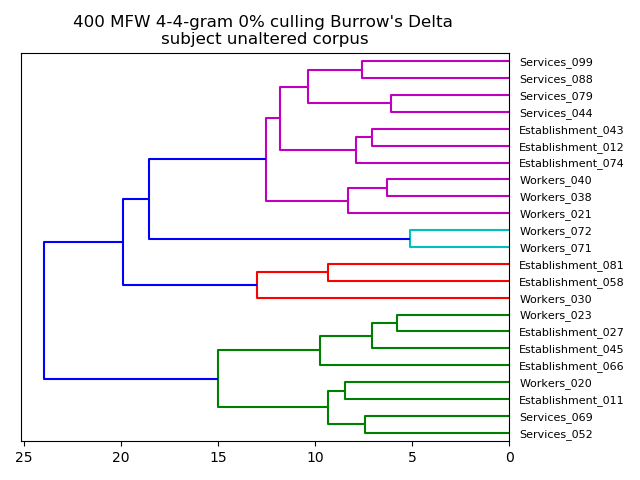 400 MFW 4-4-gram 0% culling Burrow's Delta
subject unaltered corpus
Services_099
Services_088
Services_079
Services_044
Establishment_043
Establishment_012
Establishment_074
Workers_040
Workers_038
Workers_021
Workers_072
Workers_071
Establishment_081
Establishment_058
Workers_030
Workers_023
Establishment_027
Establishment_045
Establishment_066
Workers_020
Establishment_011
Services_069
Services_052
25 20 15 10 5 0